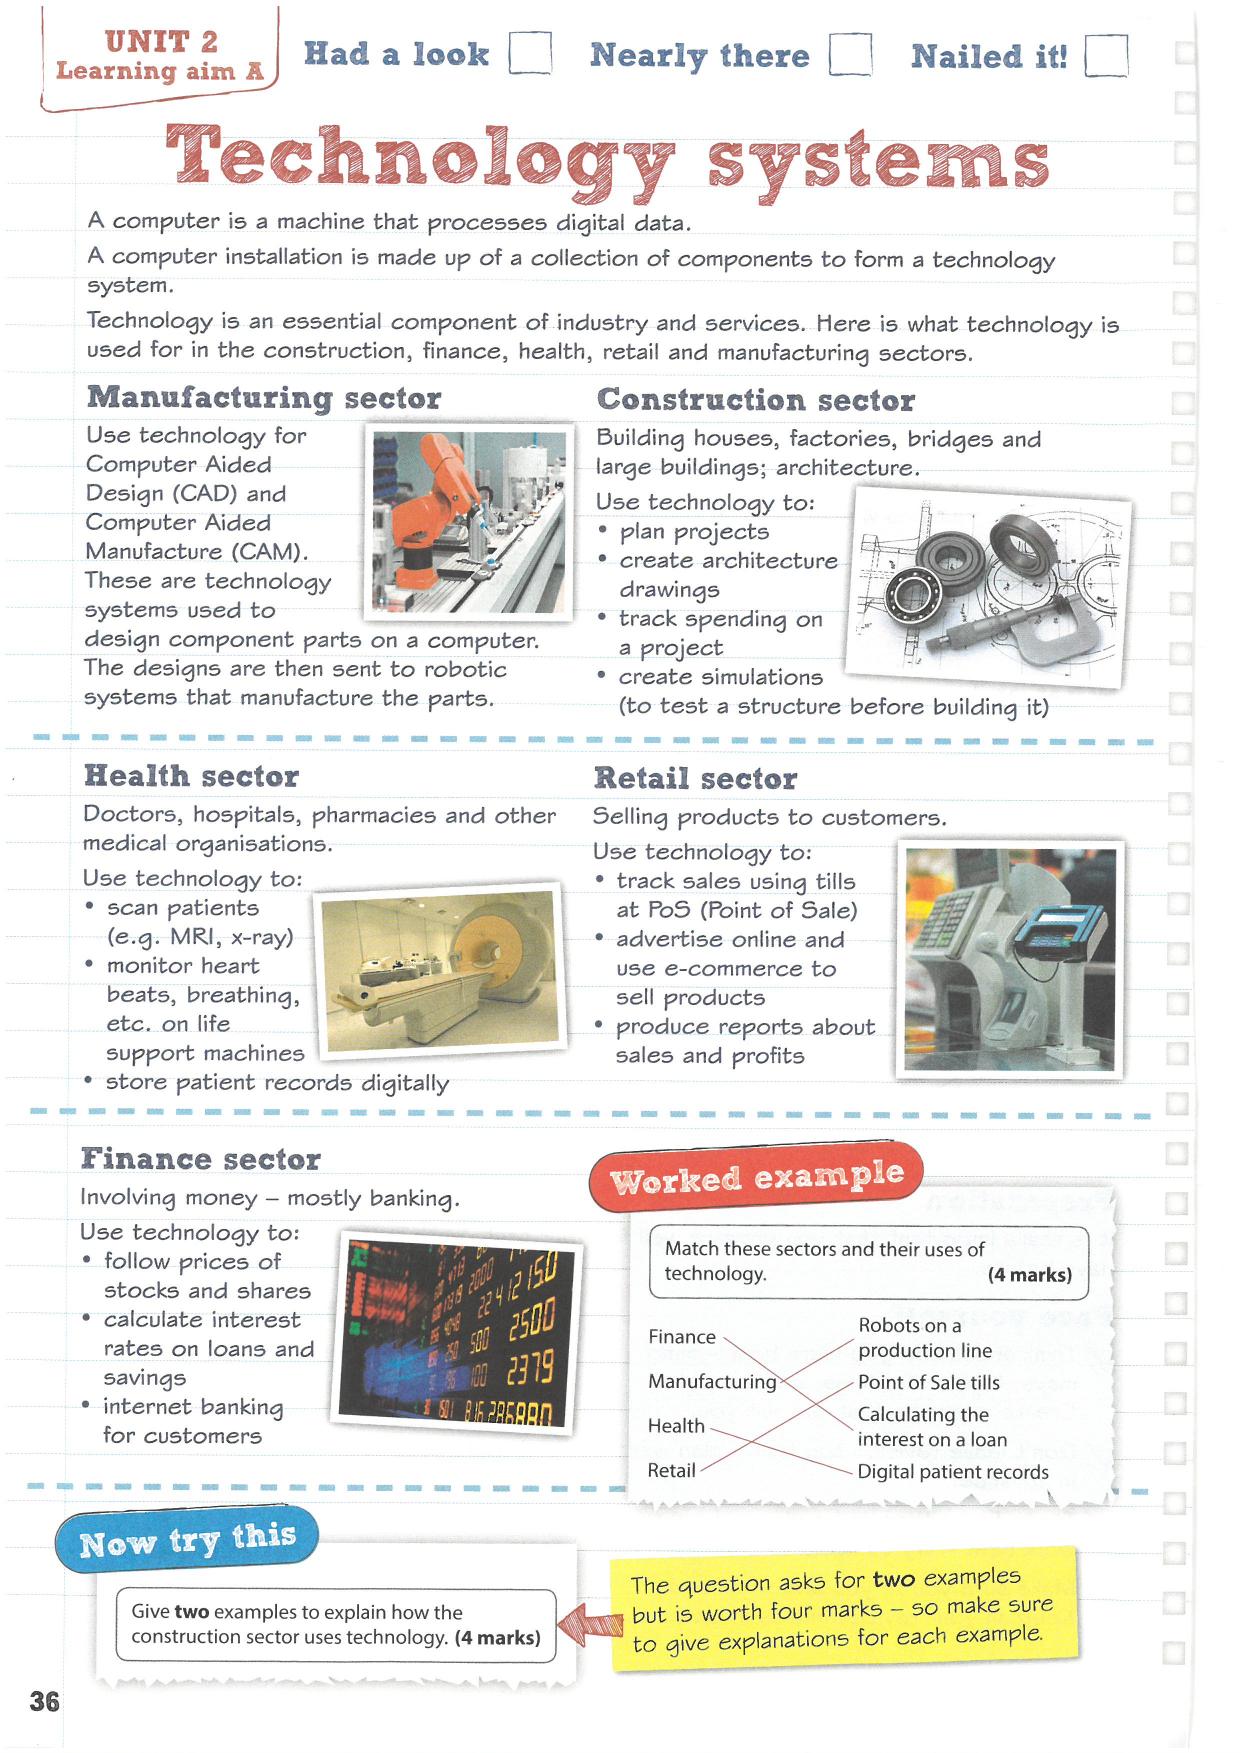 UNIT 2
Learning aim A
Had a look
Nearly there
Nailed it!
Technology systems
A computer is a machine that processes digital data.
A computer installation is made up of a collection of components to form a technology
system.
Technology is an essential component of industry and services. Here is what technology is
used for in the construction, finance, health, retail and manufacturing sectors.
Manufacturing sector
Use technology for
Computer Aided
Design (CAD) and
Computer Aided
Manufacture (CAM).
These are technology
systems used to
design component parts on a computer.
The designs are then sent to robotic
systems that manufacture the parts.
Construction sector
Building houses, factories, bridges and
large buildings; architecture.
Use technology to:
• plan projects
• create architecture
drawings
• track spending on
a project
• create simulations
(to test a structure before building it)
Health sector
Doctors, hospitals, pharmacies and other
medical organisations.
Use technology to:
• scan patients
(e.g. MRI, x-ray)
• monitor heart
beats, breathing,
etc. on life
support machines
• store patient records digitally
Retail sector
Selling products to customers.
Use technology to:
• track sales using tills
at PoS (Point of Sale)
• advertise online and
use e-commerce to
sell products
• produce reports about
sales and profits
Finance sector
Involving money – mostly banking.
Use technology to:
• follow prices of
stocks and shares
• calculate interest
rates on loans and
savings
• internet banking
for customers
2500
2379
Worked example
Match these sectors and their uses of
technology. (4 marks)
Finance
Manufacturing
Health
Retail
Robots on a
production line
Point of Sale tills
Calculating the
interest on a loan
Digital patient records
Now try this
Give two examples to explain how the
construction sector uses technology. (4 marks)
The question asks for two examples
but is worth four marks – so make sure
to give explanations for each example.
36